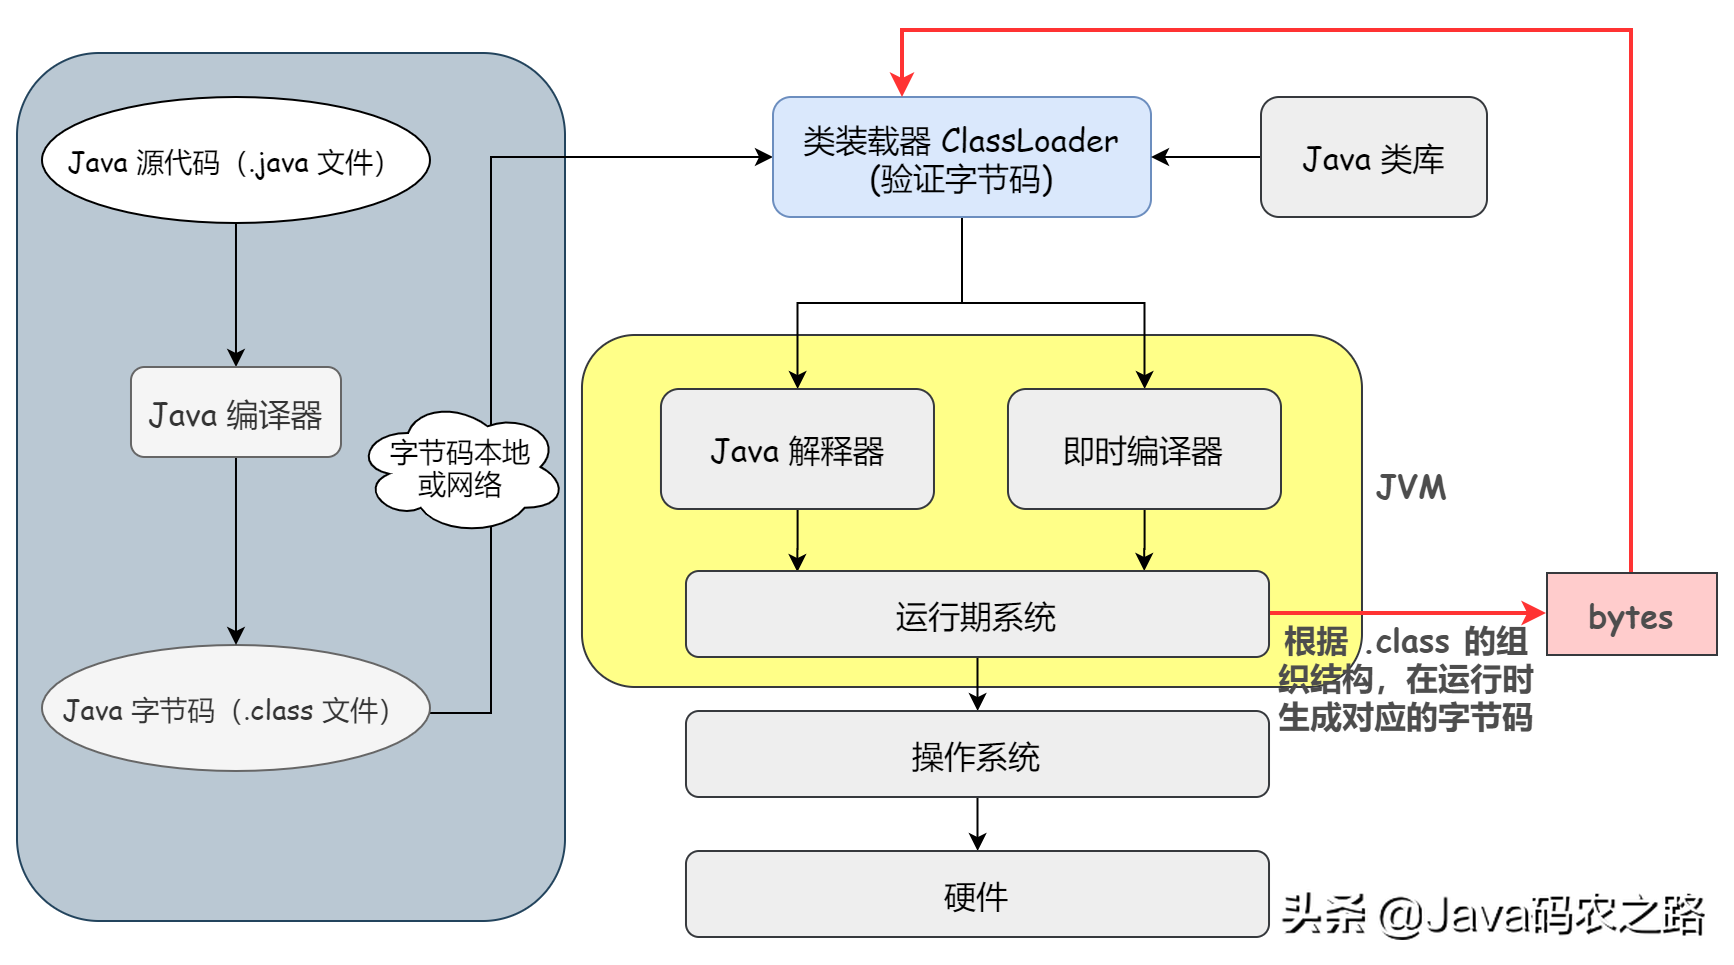 Java 源代码（.java 文件）
Java 编译器
字节码本地
或网络
Java 字节码（.class 文件）
类装载器 ClassLoader
(验证字节码)
Java 类库
Java 解释器
即时编译器
JVM
运行期系统
根据 .class 的组
织结构，在运行时
生成对应的字节码
bytes
操作系统
硬件
头条 @Java码农之路